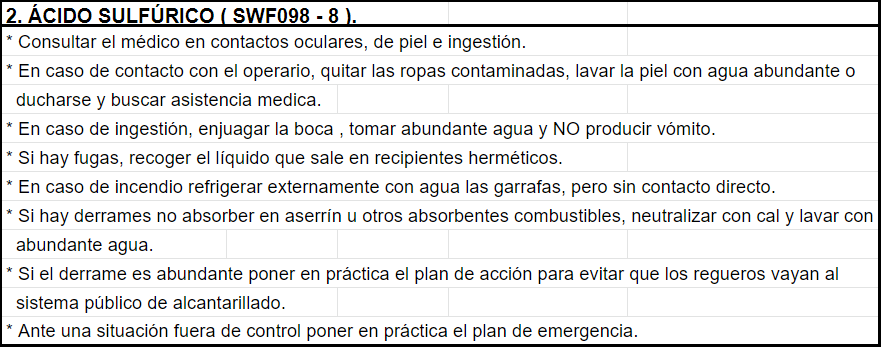 2. ÁCIDO SULFÚRICO ( SWF098 - 8 ).
* Consultar el médico en contactos oculares, de piel e ingestión.
* En caso de contacto con el operario, quitar las ropas contaminadas, lavar la piel con agua abundante o
ducharse y buscar asistencia medica.
* En caso de ingestión, enjuagar la boca , tomar abundante agua y NO producir vómito.
* Si hay fugas, recoger el líquido que sale en recipientes herméticos.
* En caso de incendio refrigerar externamente con agua las garrafas, pero sin contacto directo.
* Si hay derrames no absorber en aserrín u otros absorbentes combustibles, neutralizar con cal y lavar con
abundante agua.
* Si el derrame es abundante poner en práctica el plan de acción para evitar que los regueros vayan al
sistema público de alcantarillado.
* Ante una situación fuera de control poner en práctica el plan de emergencia.